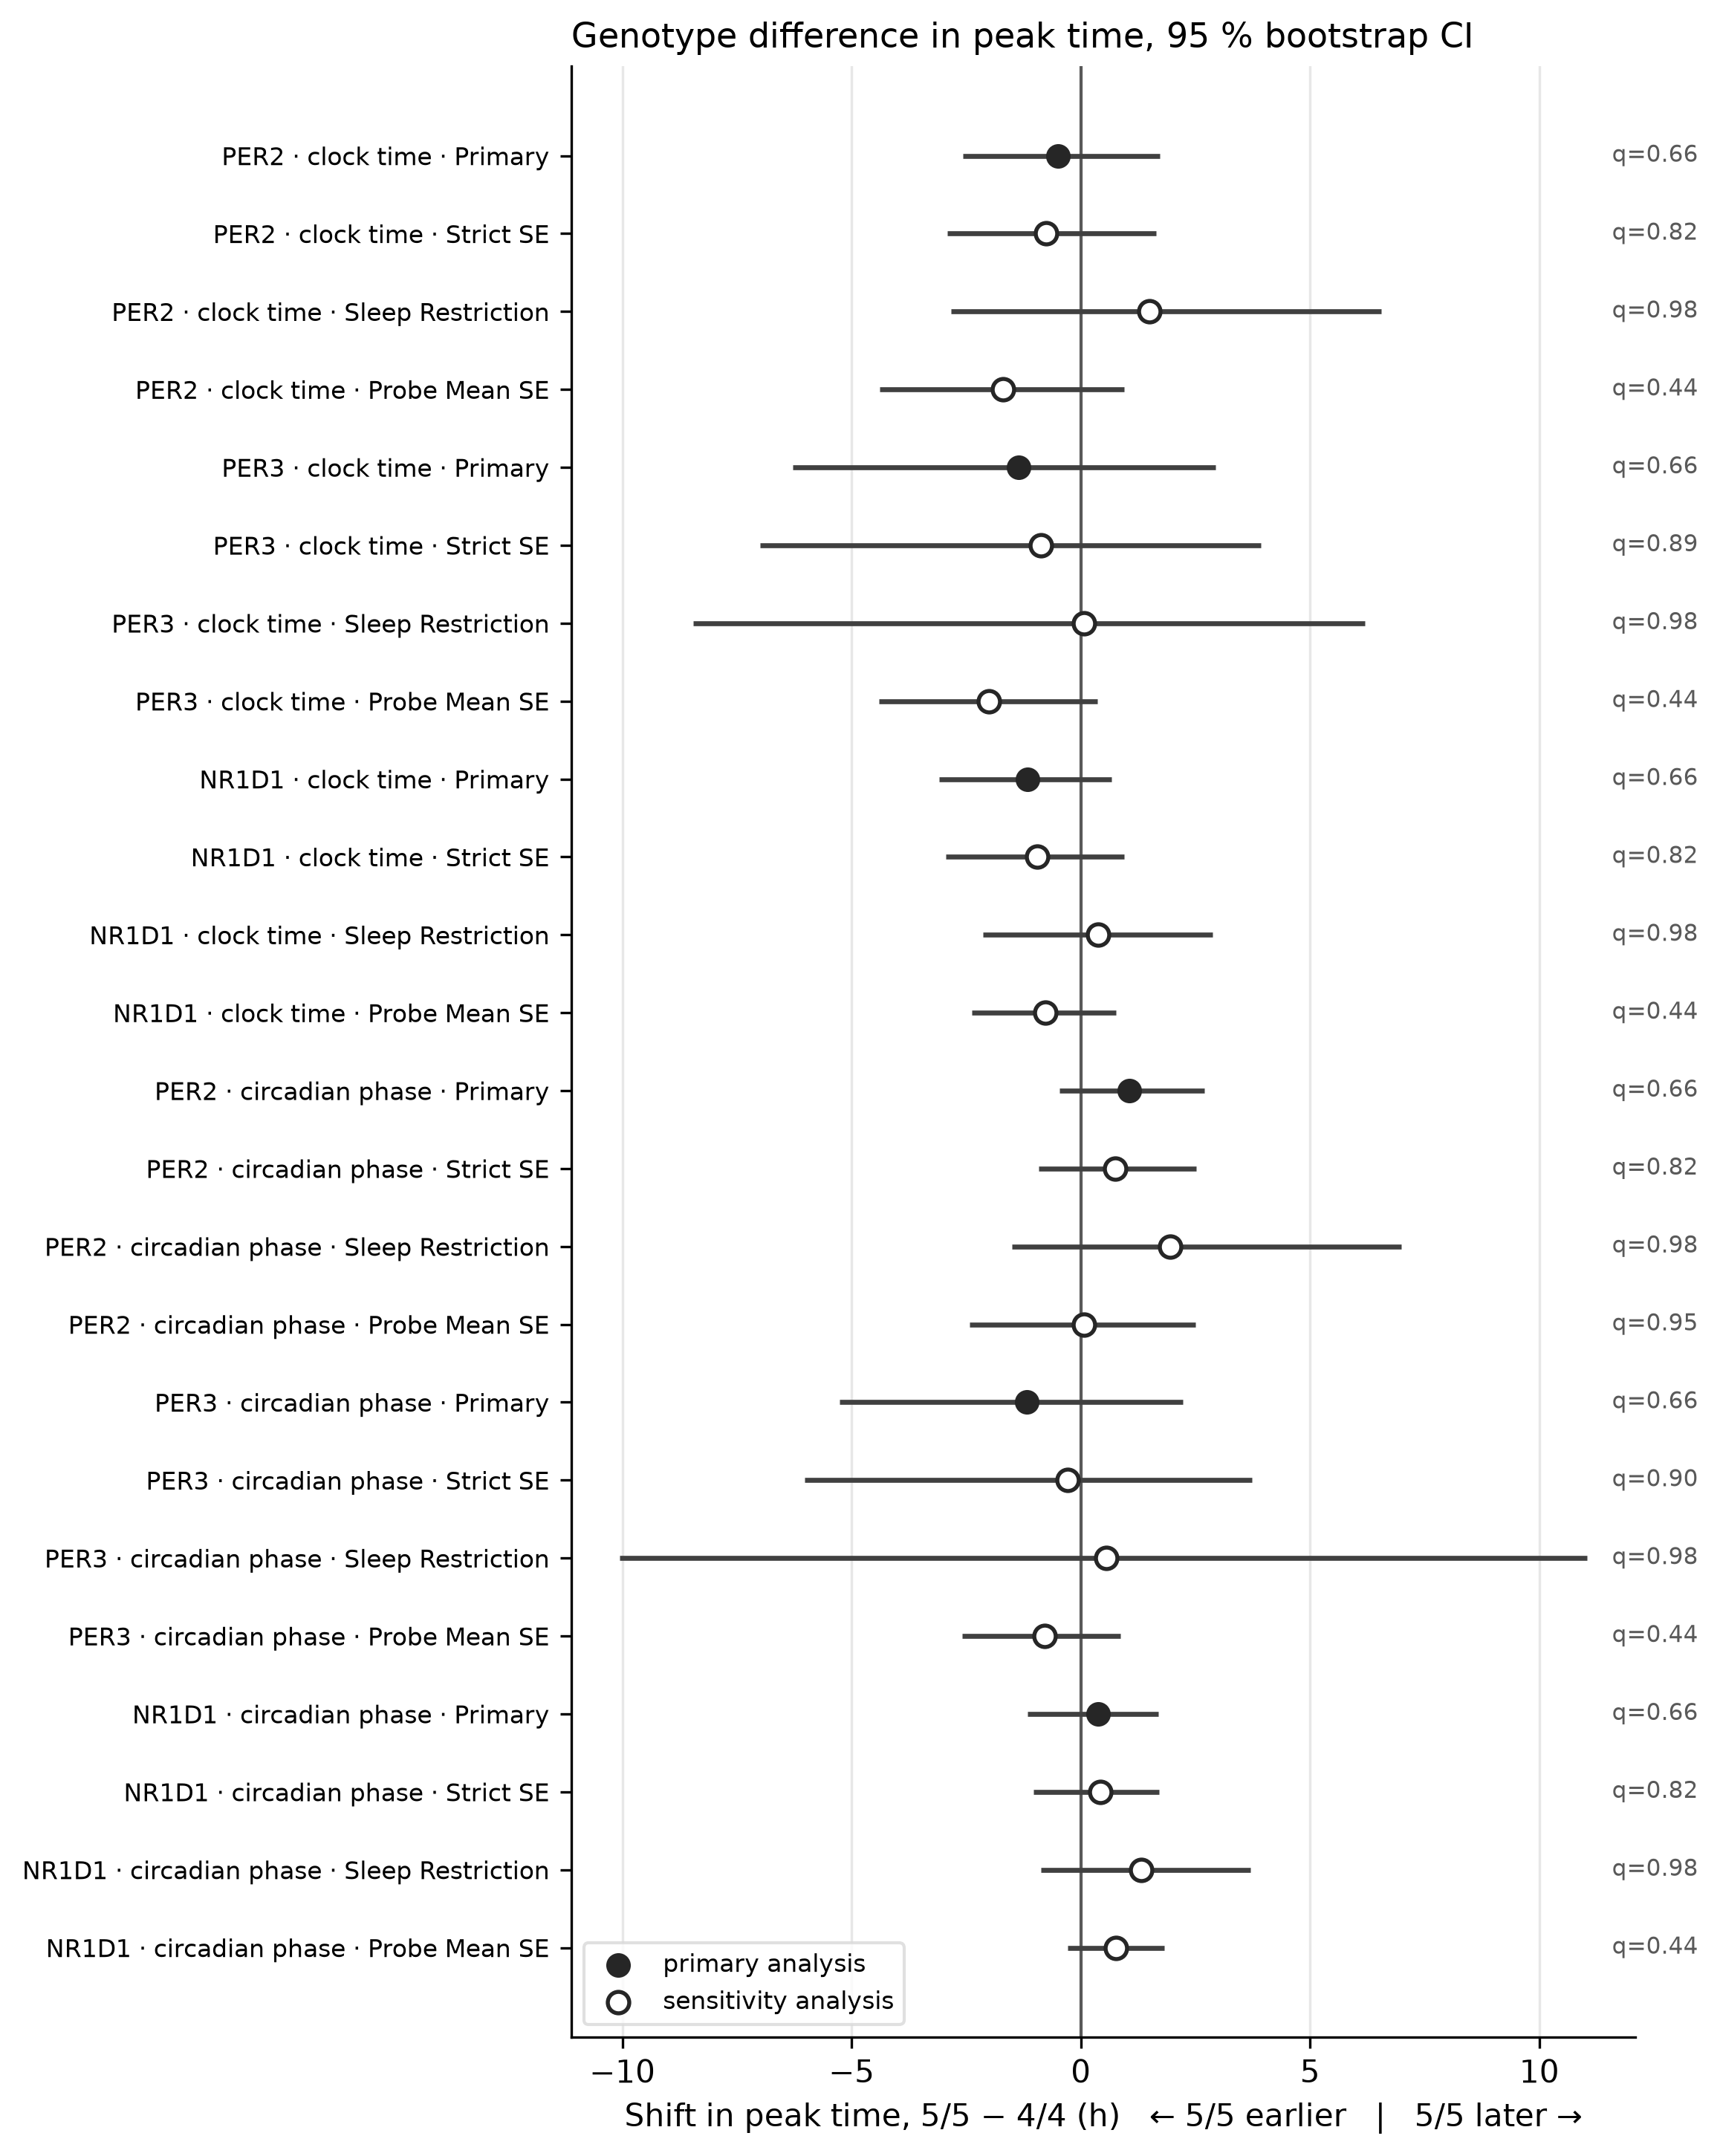 Genotype difference in peak time, 95 % bootstrap CI
PER2 · clock time · Primary q=0.66
PER2 · clock time · Strict SE q=0.82
PER2 · clock time · Sleep Restriction q=0.98
PER2 · clock time · Probe Mean SE q=0.44
PER3 · clock time · Primary q=0.66
PER3 · clock time · Strict SE q=0.89
PER3 · clock time · Sleep Restriction q=0.98
PER3 · clock time · Probe Mean SE q=0.44
NR1D1 · clock time · Primary q=0.66
NR1D1 · clock time · Strict SE q=0.82
NR1D1 · clock time · Sleep Restriction q=0.98
NR1D1 · clock time · Probe Mean SE q=0.44
PER2 · circadian phase · Primary q=0.66
PER2 · circadian phase · Strict SE q=0.82
PER2 · circadian phase · Sleep Restriction q=0.98
PER2 · circadian phase · Probe Mean SE q=0.95
PER3 · circadian phase · Primary q=0.66
PER3 · circadian phase · Strict SE q=0.90
PER3 · circadian phase · Sleep Restriction q=0.98
PER3 · circadian phase · Probe Mean SE q=0.44
NR1D1 · circadian phase · Primary q=0.66
NR1D1 · circadian phase · Strict SE q=0.82
NR1D1 · circadian phase · Sleep Restriction q=0.98
NR1D1 · circadian phase · Probe Mean SE q=0.44
primary analysis
sensitivity analysis
−10 −5 0 5 10
Shift in peak time, 5/5 − 4/4 (h) ← 5/5 earlier | 5/5 later →